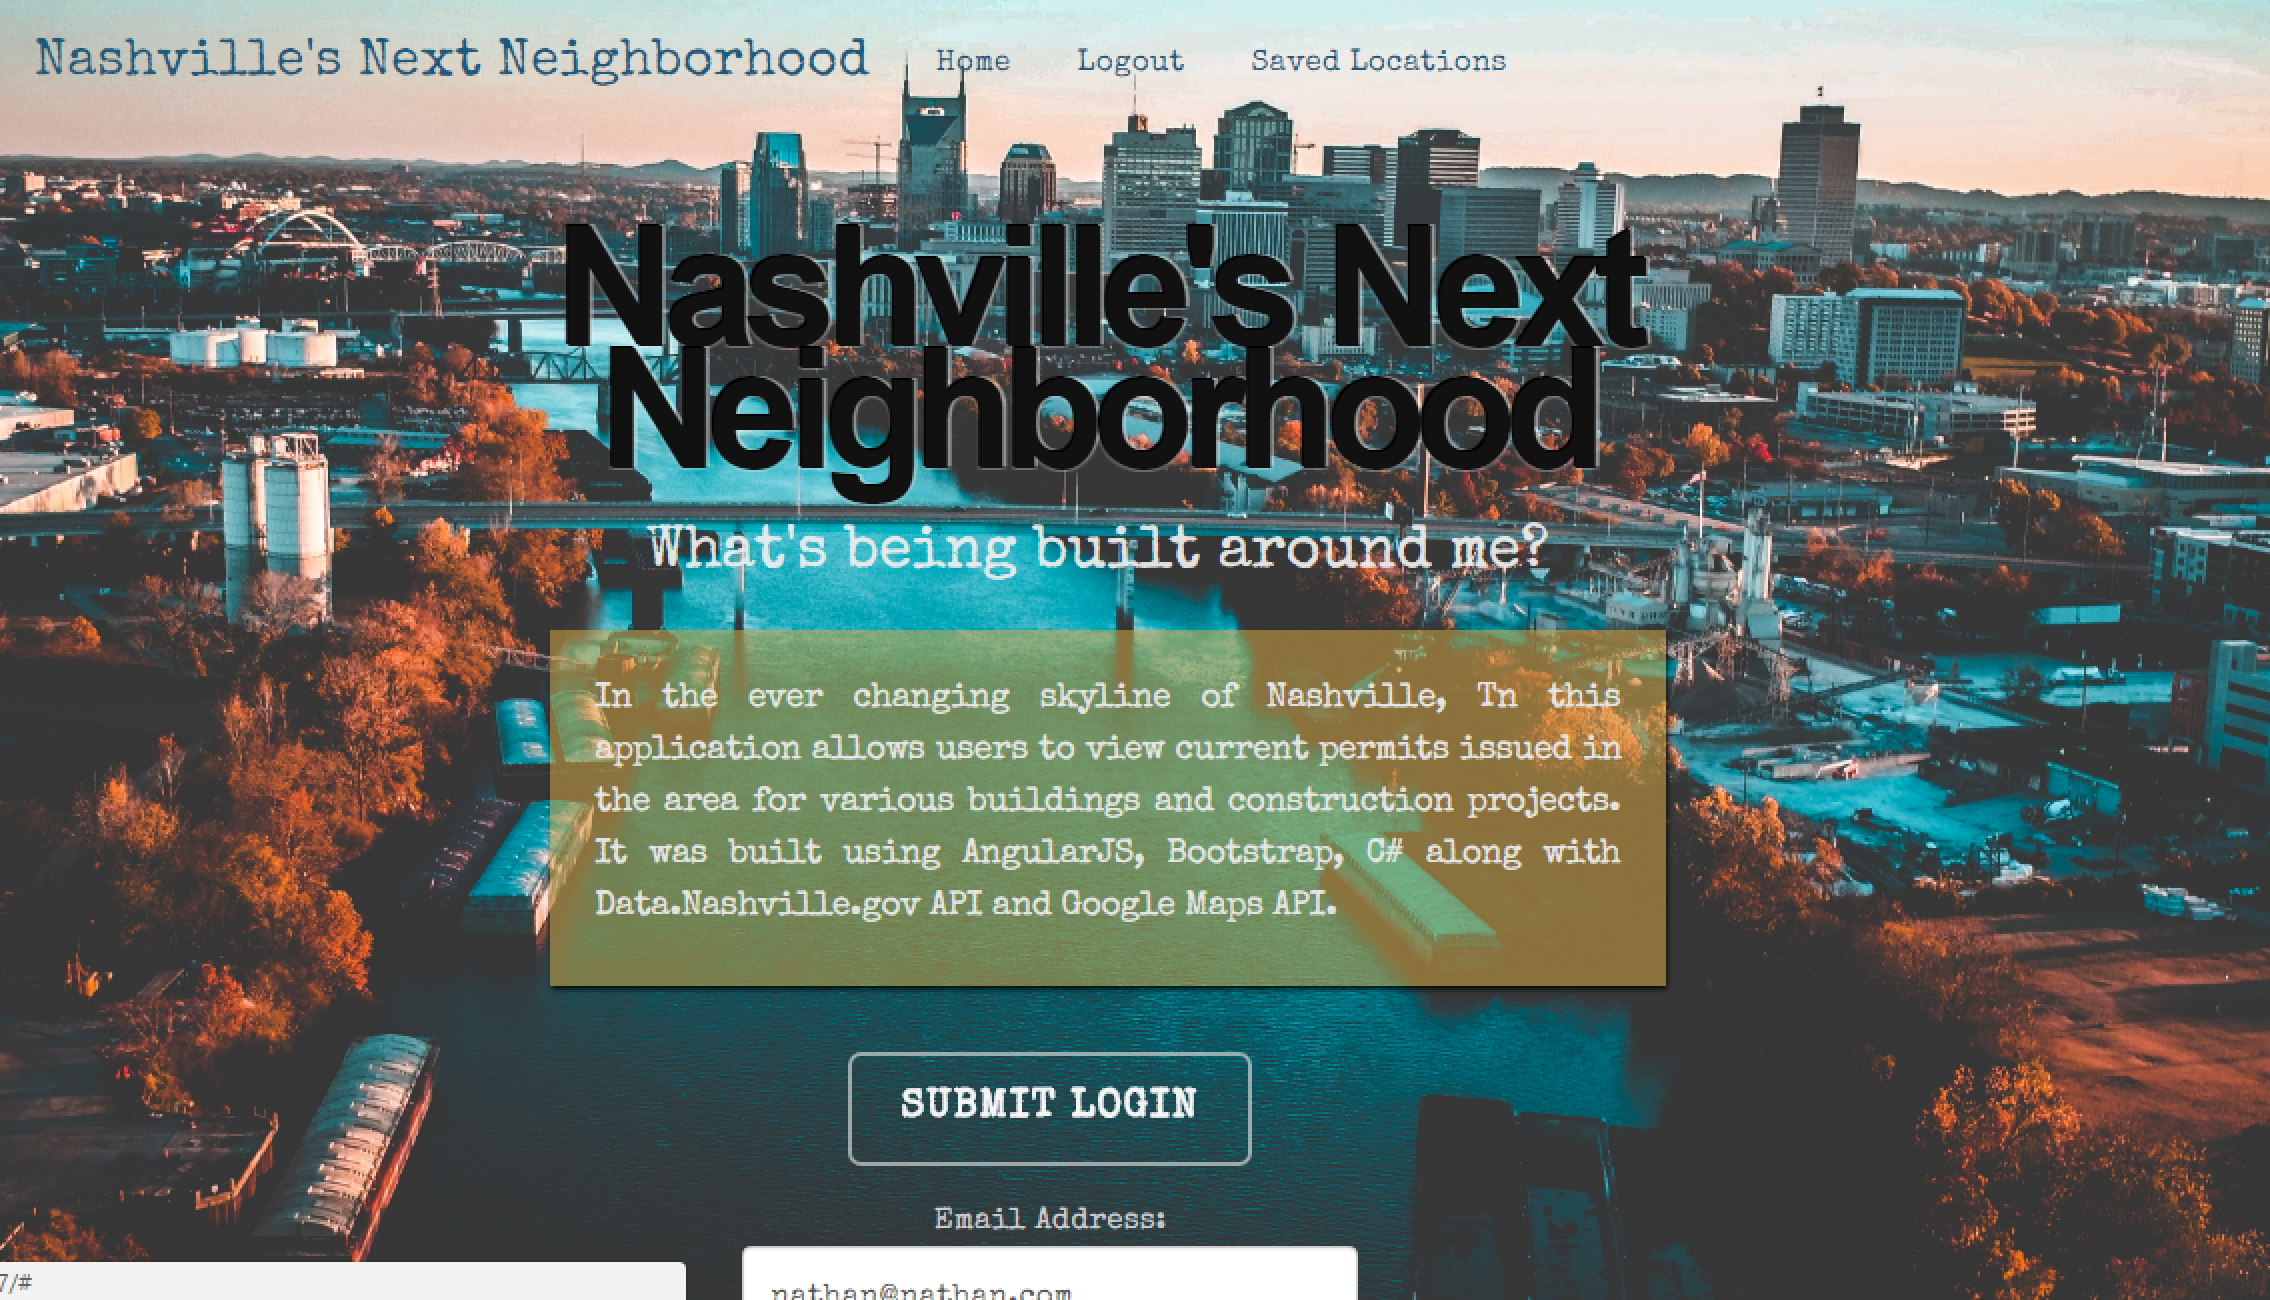 Nashville's Next Neighborhood Home Logout Saved Locations
Nashville's Next
Neighborhood
What's being built around me?
In the ever changing skyline of Nashville, Tn this
application allows users to view current permits issued in
the area for various buildings and construction projects.
It was built using AngularJS, Bootstrap, C# along with
Data.Nashville.gov API and Google Maps API.
SUBMIT LOGIN
Email Address:
nathan@nathan.com
7/#